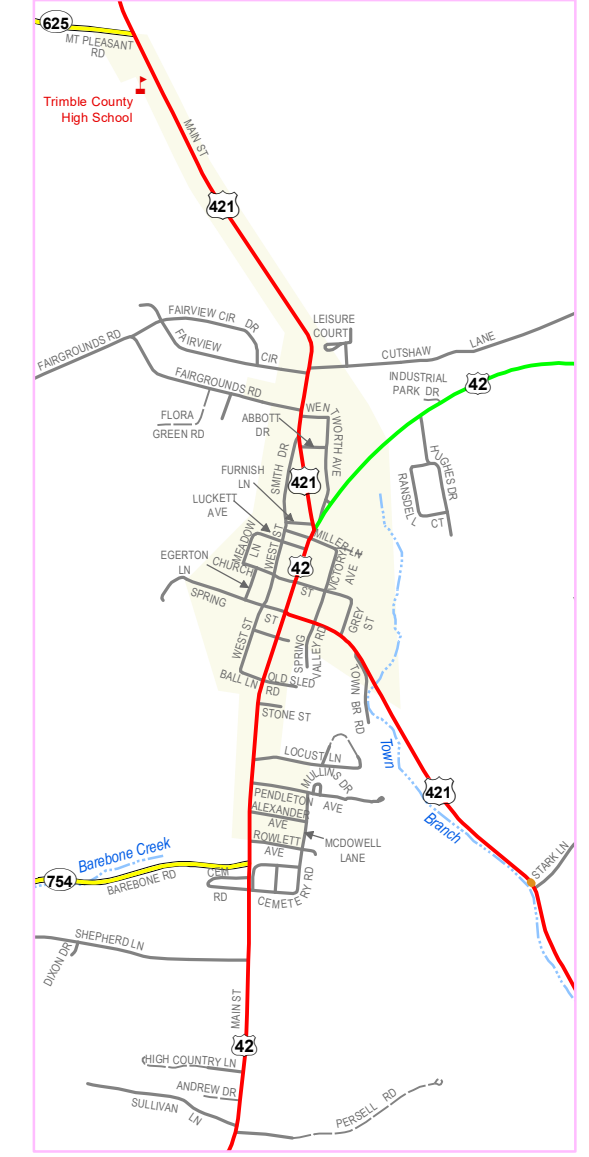 625
MT PLEASANT
RD
Trimble County
High School
MAIN ST
421
FAIRVIEW CIR DR
LEISURE
COURT
FAIRGROUNDS RD
FAIRVIEW CIR
CUTSHAW LANE
INDUSTRIAL
PARK DR
42
FAIRGROUNDS RD
FLORA
GREEN RD
ABBOTT
DR
WENTWORTH AVE
SMITH DR
HUGHES DR
RANSDELL CT
FURNISH
LN
421
LUCKETT
AVE
MEADOW
LN
WEST ST
MILLER LN
EGERTON
LN
CHURCH ST
42
VICTORY
AVE
SPRING ST
GREY
ST
WEST ST
SPRING
VALLEY RD
BALL LN
OLD SLED
RD
TOWN BR RD
STONE ST
Town
Branch
LOCUST LN
MULLINS DR
421
PENDLETON AVE
ALEXANDER
AVE
ROWLETT
AVE
MCDOWELL
LANE
STARK LN
Barebone Creek
754
BAREBONE RD
CEM
RD
CEMETERY RD
SHEPHERD LN
DIXON DR
MAIN ST
42
HIGH COUNTRY LN
ANDREW DR
SULLIVAN LN
PERSELL RD